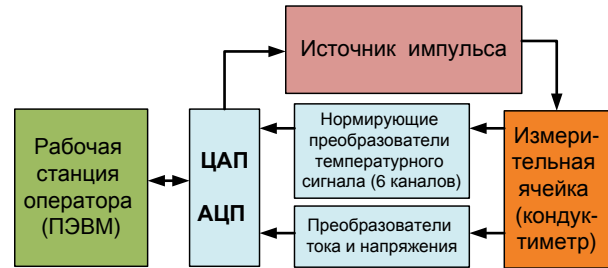 Источник импульса
Рабочая
станция
оператора
(ПЭВМ)
ЦАП
АЦП
Нормирующие
преобразователи
температурного
сигнала (6 каналов)
Преобразователи
тока и напряжения
Измери-
тельная
ячейка
(кондук-
тиметр)